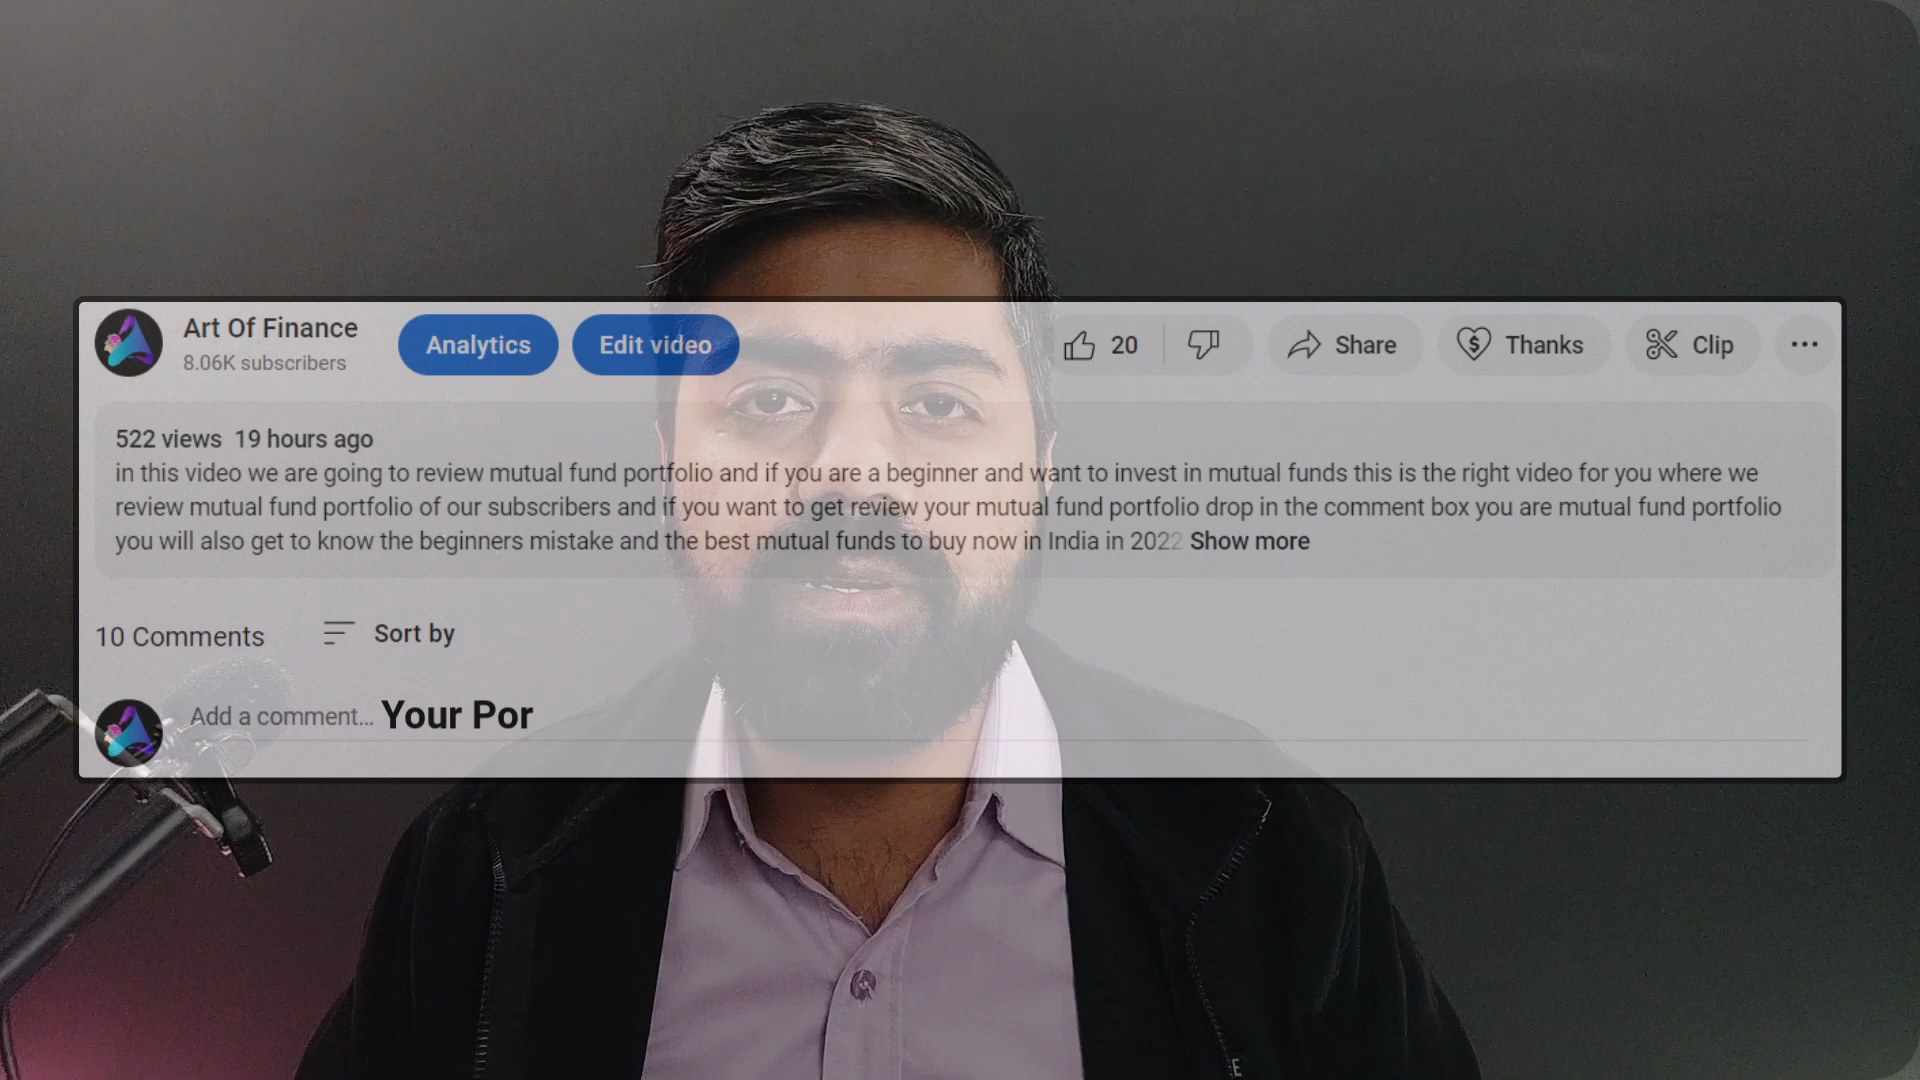 Art Of Finance
8.06K subscribers
Analytics
Edit video
20
Share
Thanks
Clip
522 views 19 hours ago
in this video we are going to review mutual fund portfolio and if you are a beginner and want to invest in mutual funds this is the right video for you where we
review mutual fund portfolio of our subscribers and if you want to get review your mutual fund portfolio drop in the comment box you are mutual fund portfolio
you will also get to know the beginners mistake and the best mutual funds to buy now in India in 2022 Show more
10 Comments
Sort by
Add a comment... Your Por